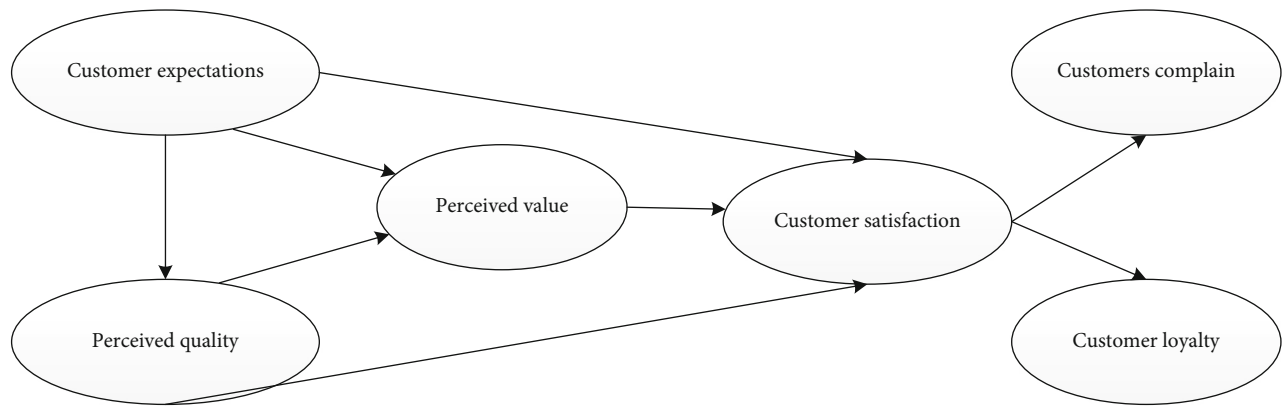 Customer expectations
Customers complain
Perceived value
Customer satisfaction
Perceived quality
Customer loyalty